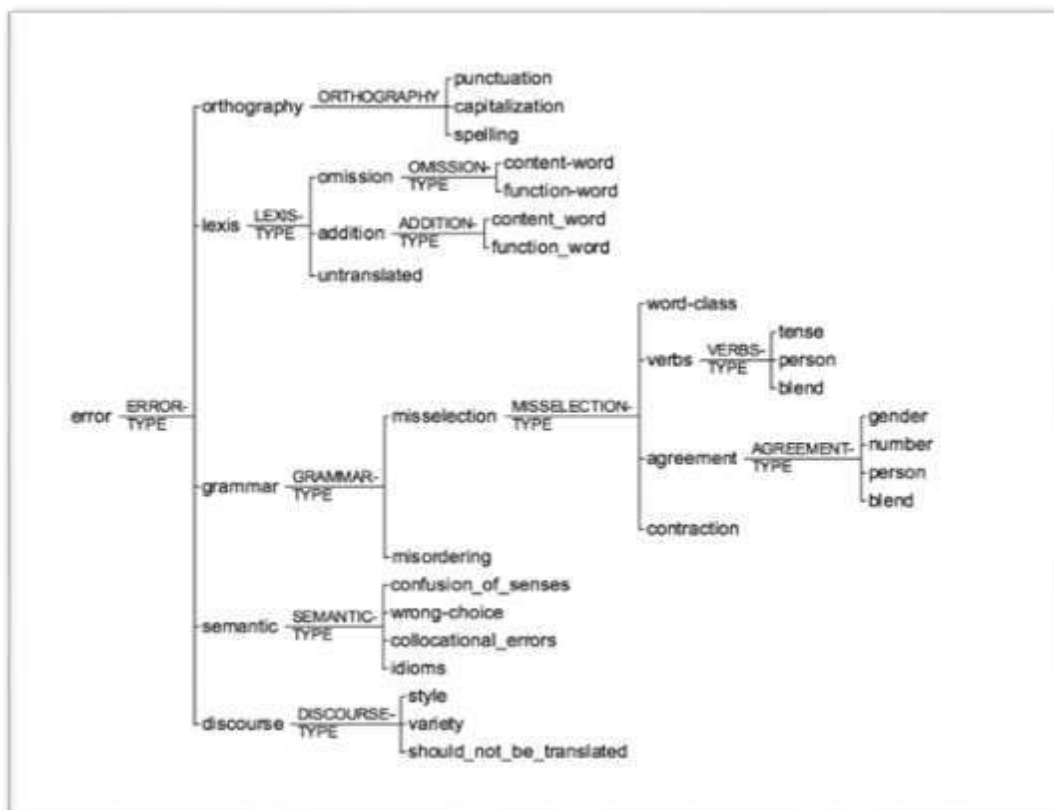 punctuation
orthography ORTHOGRAPHY capitalization
spelling
content-word
omission OMISSION-TYPE
function-word
lexis LEXIS-TYPE
content_word
addition ADDITION-TYPE
function_word
untranslated
word-class
tense
verbs VERBS-TYPE person
blend
error ERROR-TYPE
misselection MISSELECTION-TYPE
gender
number
agreement AGREEMENT-TYPE
person
grammar GRAMMAR-TYPE
blend
contraction
misordering
confusion_of_senses
wrong-choice
semantic SEMANTIC-TYPE
collocational_errors
idioms
style
discourse DISCOURSE-TYPE variety
should_not_be_translated